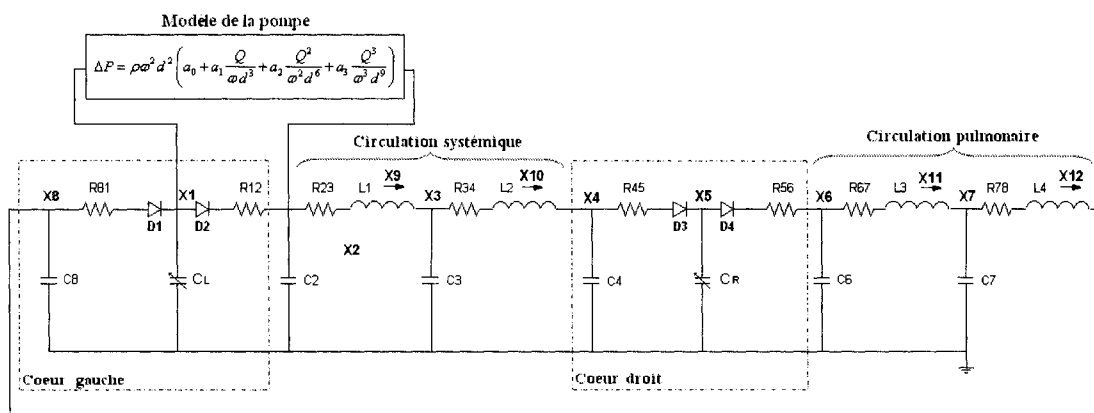 Modèle de la pompe
ΔP = ρω²d² (a₀ + a₁ Q/ωd³ + a₂ Q²/ω²d⁶ + a₃ Q³/ω³d⁹)
Circulation systémique
Circulation pulmonaire
X8 R81 X1 R12 R23 L1 X9 X3 R34 L2 X10 X4 R45 X5 R56 X6 R67 L3 X11 X7 R78 L4 X12
D1 D2 D3 D4
X2
C8 CL C2 C3 C4 CR C6 C7
Coeur gauche
Coeur droit